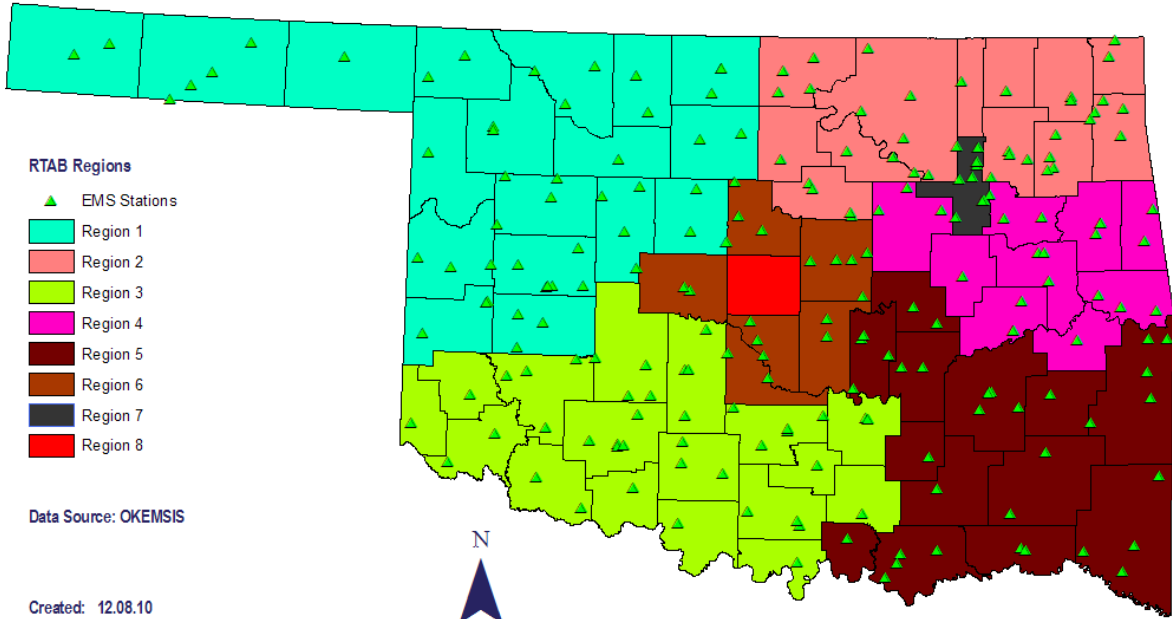 RTAB Regions
EMS Stations
Region 1
Region 2
Region 3
Region 4
Region 5
Region 6
Region 7
Region 8
Data Source: OKEMSIS
N
Created: 12.08.10